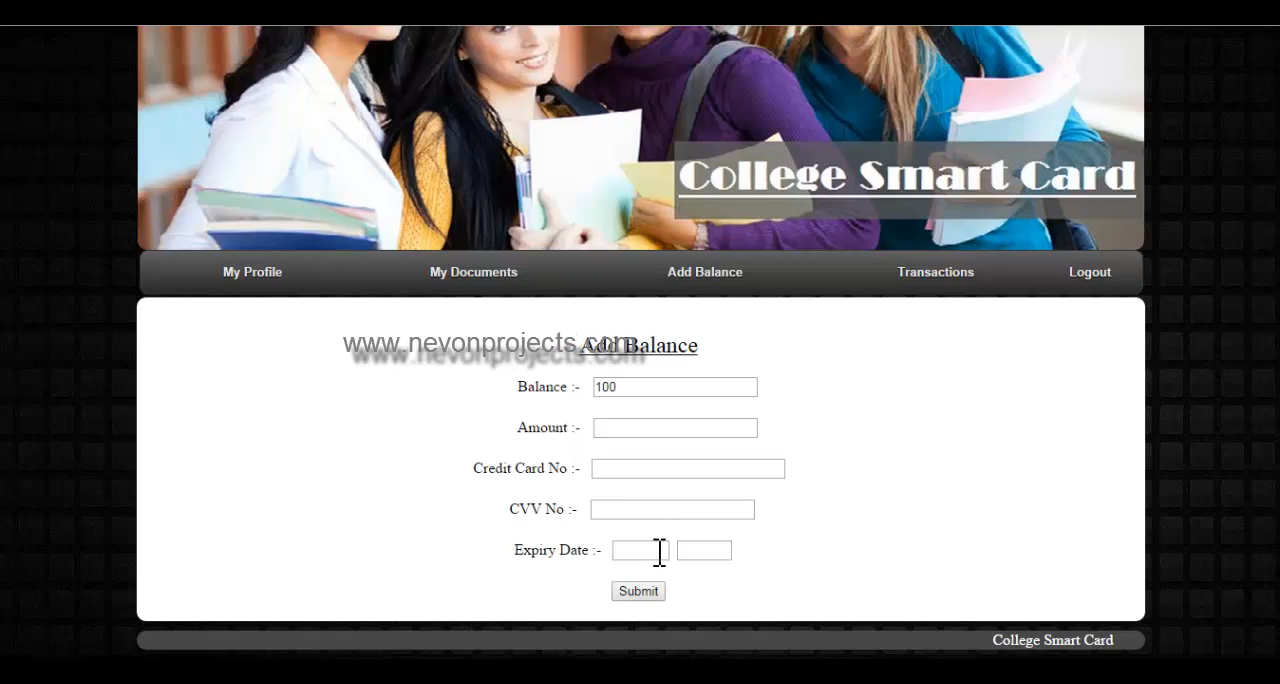 College Smart Card
My Profile My Documents Add Balance Transactions Logout
www.nevonprojects.com
Add Balance
Balance :- 100
Amount :-
Credit Card No :-
CVV No :-
Expiry Date :-
Submit
College Smart Card